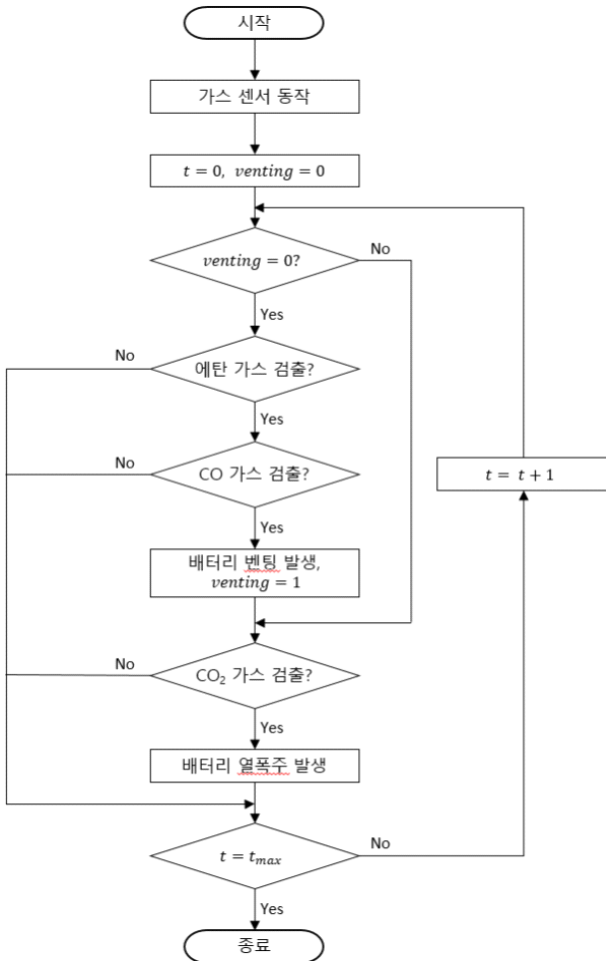 시작
가스 센서 동작
t = 0, venting = 0
venting = 0?
No
Yes
No
에탄 가스 검출?
Yes
No
CO 가스 검출?
t = t + 1
Yes
배터리 벤팅 발생,
venting = 1
No
CO₂ 가스 검출?
Yes
배터리 열폭주 발생
No
t = tₘₐₓ
Yes
종료